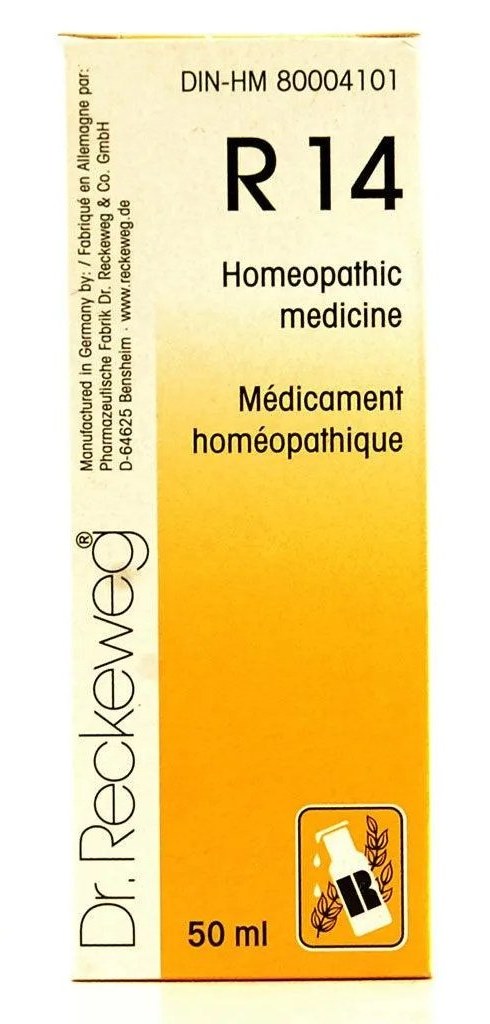 DIN-HM 80004101
R 14
Homeopathic
medicine
Médicament
homéopathique
Manufactured in Germany by: / Fabriqué en Allemagne par:
Pharmazeutische Fabrik Dr. Reckeweg & Co. GmbH
D-64625 Bensheim · www.reckeweg.de
Dr. Reckeweg®
50 ml
R